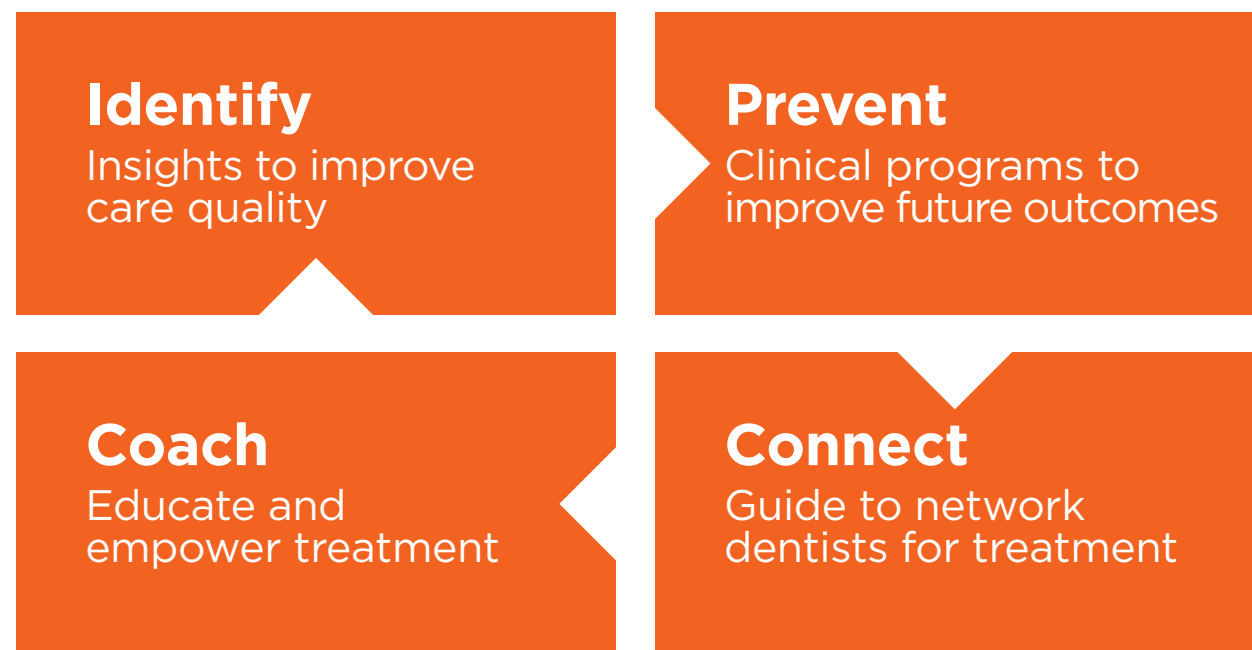 Identify
Insights to improve
care quality
Prevent
Clinical programs to
improve future outcomes
Coach
Educate and
empower treatment
Connect
Guide to network
dentists for treatment